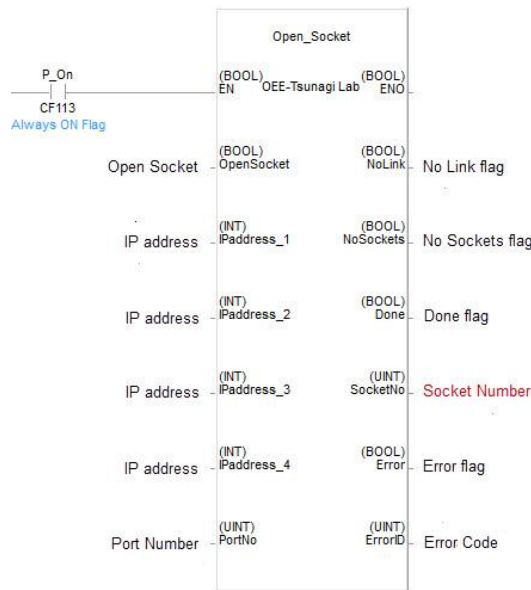 Open_Socket
P_On
(BOOL) (BOOL)
EN OEE-Tsunagi Lab ENO
CF113
Always ON Flag
(BOOL) (BOOL)
Open Socket OpenSocket NoLink No Link flag
(INT) (BOOL)
IP address IPaddress_1 NoSockets No Sockets flag
(INT) (BOOL)
IP address IPaddress_2 Done Done flag
(INT) (UINT)
IP address IPaddress_3 SocketNo Socket Number
(INT) (BOOL)
IP address IPaddress_4 Error Error flag
(UINT) (UINT)
Port Number PortNo ErrorID Error Code